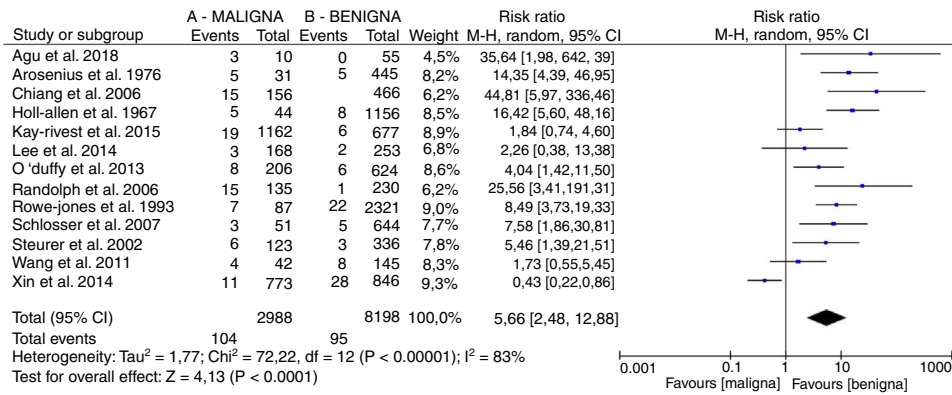 A - MALIGNA B - BENIGNA Risk ratio Risk ratio
Study or subgroup Events Total Events Total Weight M-H, random, 95% CI M-H, random, 95% CI
Agu et al. 2018 3 10 0 55 4,5% 35,64 [1,98, 642, 39]
Arosenius et al. 1976 5 31 5 445 8,2% 14,35 [4,39, 46,95]
Chiang et al. 2006 15 156 466 6,2% 44,81 [5,97, 336,46]
Holl-allen et al. 1967 5 44 8 1156 8,5% 16,42 [5,60, 48,16]
Kay-rivest et al. 2015 19 1162 6 677 8,9% 1,84 [0,74, 4,60]
Lee et al. 2014 3 168 2 253 6,8% 2,26 [0,38, 13,38]
O 'duffy et al. 2013 8 206 6 624 8,6% 4,04 [1,42,11,50]
Randolph et al. 2006 15 135 1 230 6,2% 25,56 [3,41,191,31]
Rowe-jones et al. 1993 7 87 22 2321 9,0% 8,49 [3,73,19,33]
Schlosser et al. 2007 3 51 5 644 7,7% 7,58 [1,86,30,81]
Steurer et al. 2002 6 123 3 336 7,8% 5,46 [1,39,21,51]
Wang et al. 2011 4 42 8 145 8,3% 1,73 [0,55,5,45]
Xin et al. 2014 11 773 28 846 9,3% 0,43 [0,22,0,86]
Total (95% CI) 2988 8198 100,0% 5,66 [2,48, 12,88]
Total events 104 95
Heterogeneity: Tau² = 1,77; Chi² = 72,22, df = 12 (P < 0.00001); I² = 83%
Test for overall effect: Z = 4,13 (P < 0.0001)
0.001 0.1 1 10 1000
Favours [maligna] Favours [benigna]